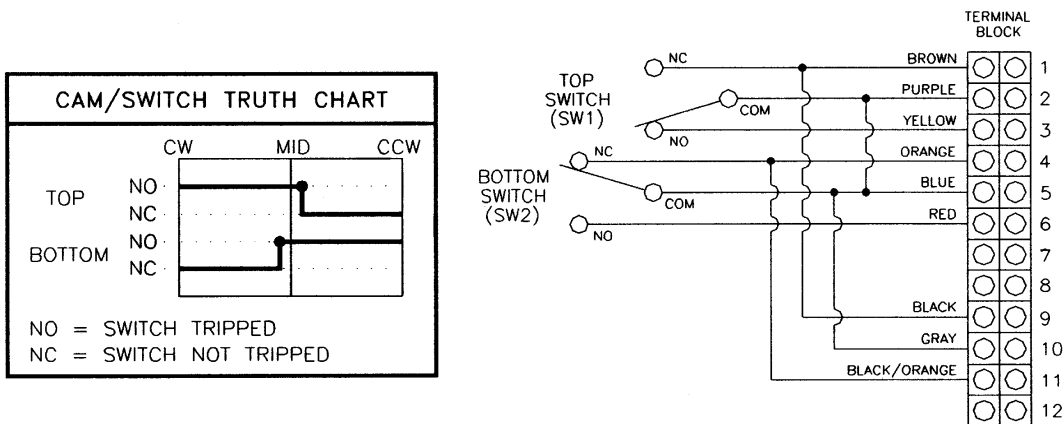 CAM/SWITCH TRUTH CHART
CW MID CCW
TOP
NO
NC
BOTTOM
NO
NC
NO = SWITCH TRIPPED
NC = SWITCH NOT TRIPPED
TERMINAL
BLOCK
TOP
SWITCH
(SW1)
NC
COM
NO
BOTTOM
SWITCH
(SW2)
NC
COM
NO
BROWN 1
PURPLE 2
YELLOW 3
ORANGE 4
BLUE 5
RED 6
7
8
BLACK 9
GRAY 10
BLACK/ORANGE 11
12